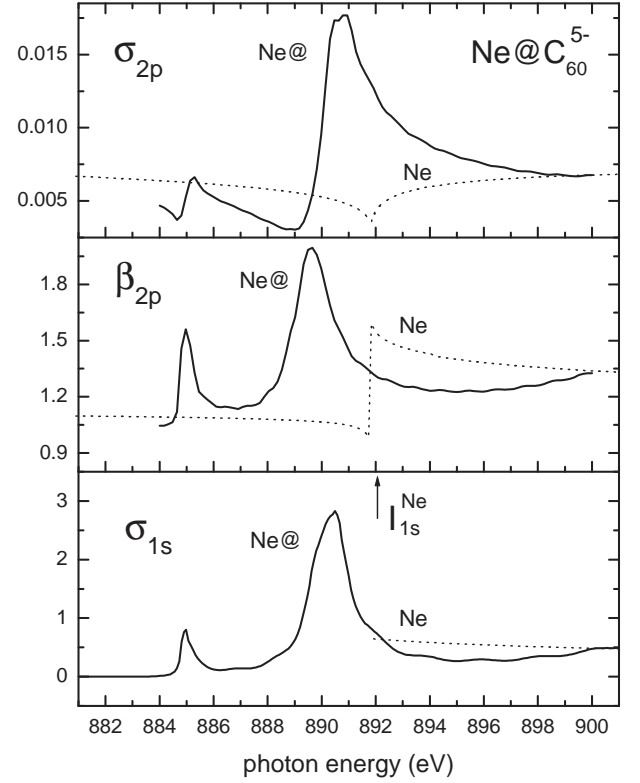 0.015
0.010
0.005
σ2p
Ne@
Ne@C60^5-
Ne
1.8
1.5
1.2
0.9
β2p
Ne@
Ne
3
2
1
0
σ1s
Ne@
I1s^Ne
Ne
882 884 886 888 890 892 894 896 898 900
photon energy (eV)